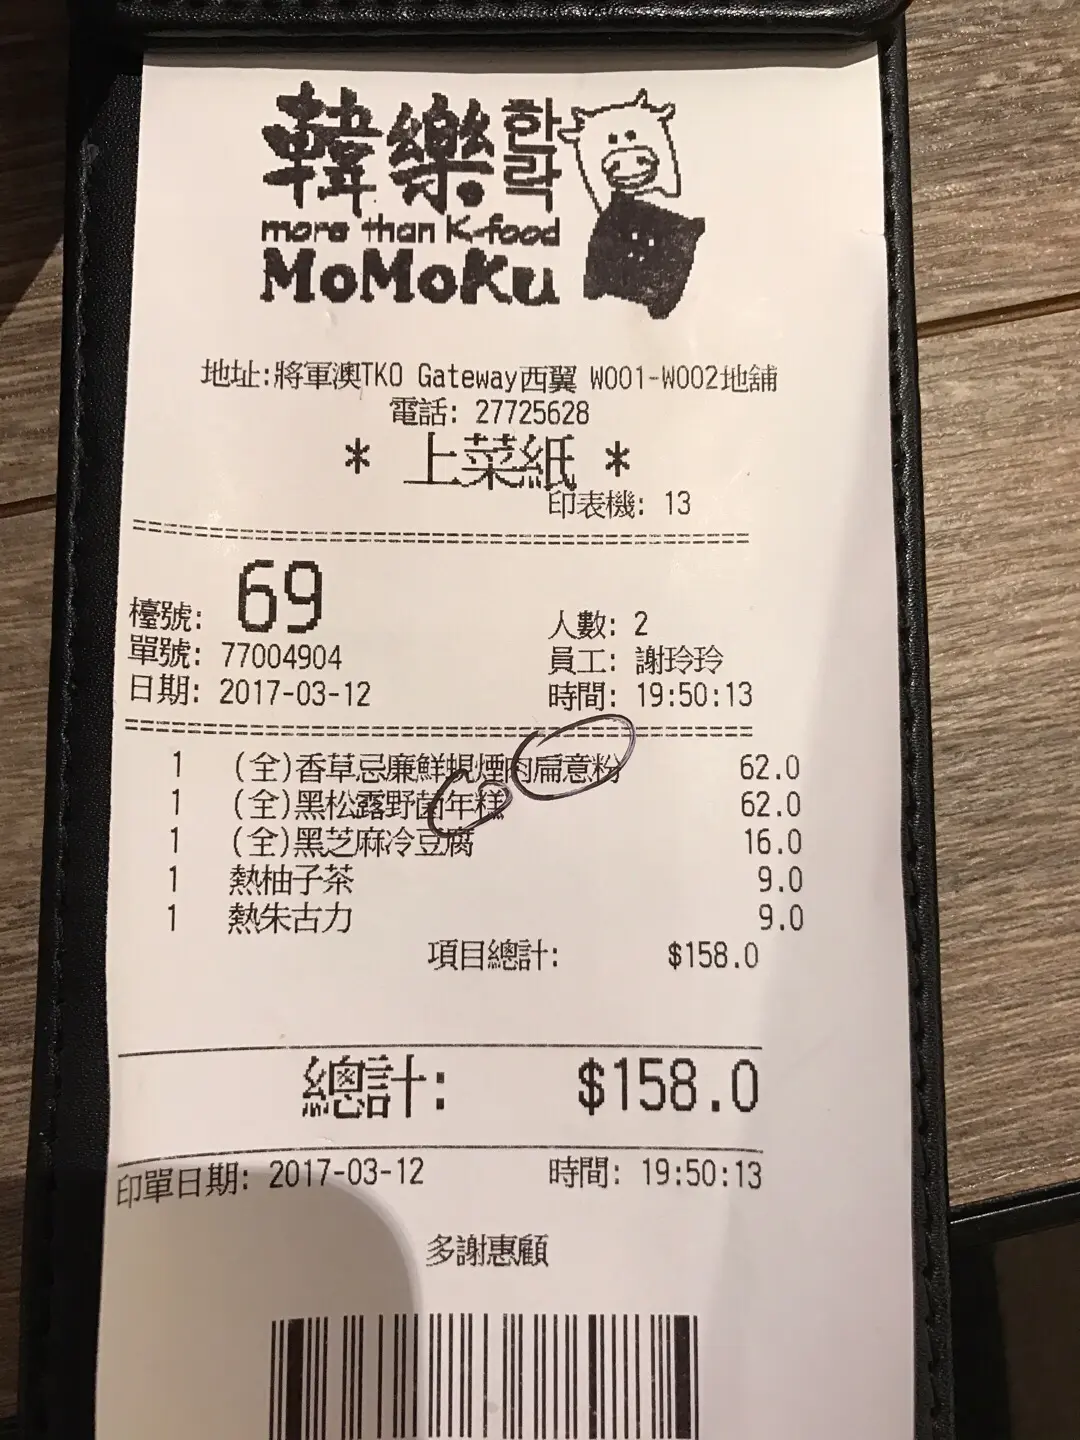 韓樂 한락
more than K-food
MoMoKu
地址:將軍澳TKO Gateway西翼 W001-W002地舖
電話: 27725628
* 上菜紙 *
印表機: 13
檯號: 69 人數: 2
單號: 77004904 員工: 謝玲玲
日期: 2017-03-12 時間: 19:50:13
1 (全)香草忌廉鮮蜆煙肉扁意粉 62.0
1 (全)黑松露野菌年糕 62.0
1 (全)黑芝麻冷豆腐 16.0
1 熱柚子茶 9.0
1 熱朱古力 9.0
項目總計: $158.0
總計: $158.0
印單日期: 2017-03-12 時間: 19:50:13
多謝惠顧